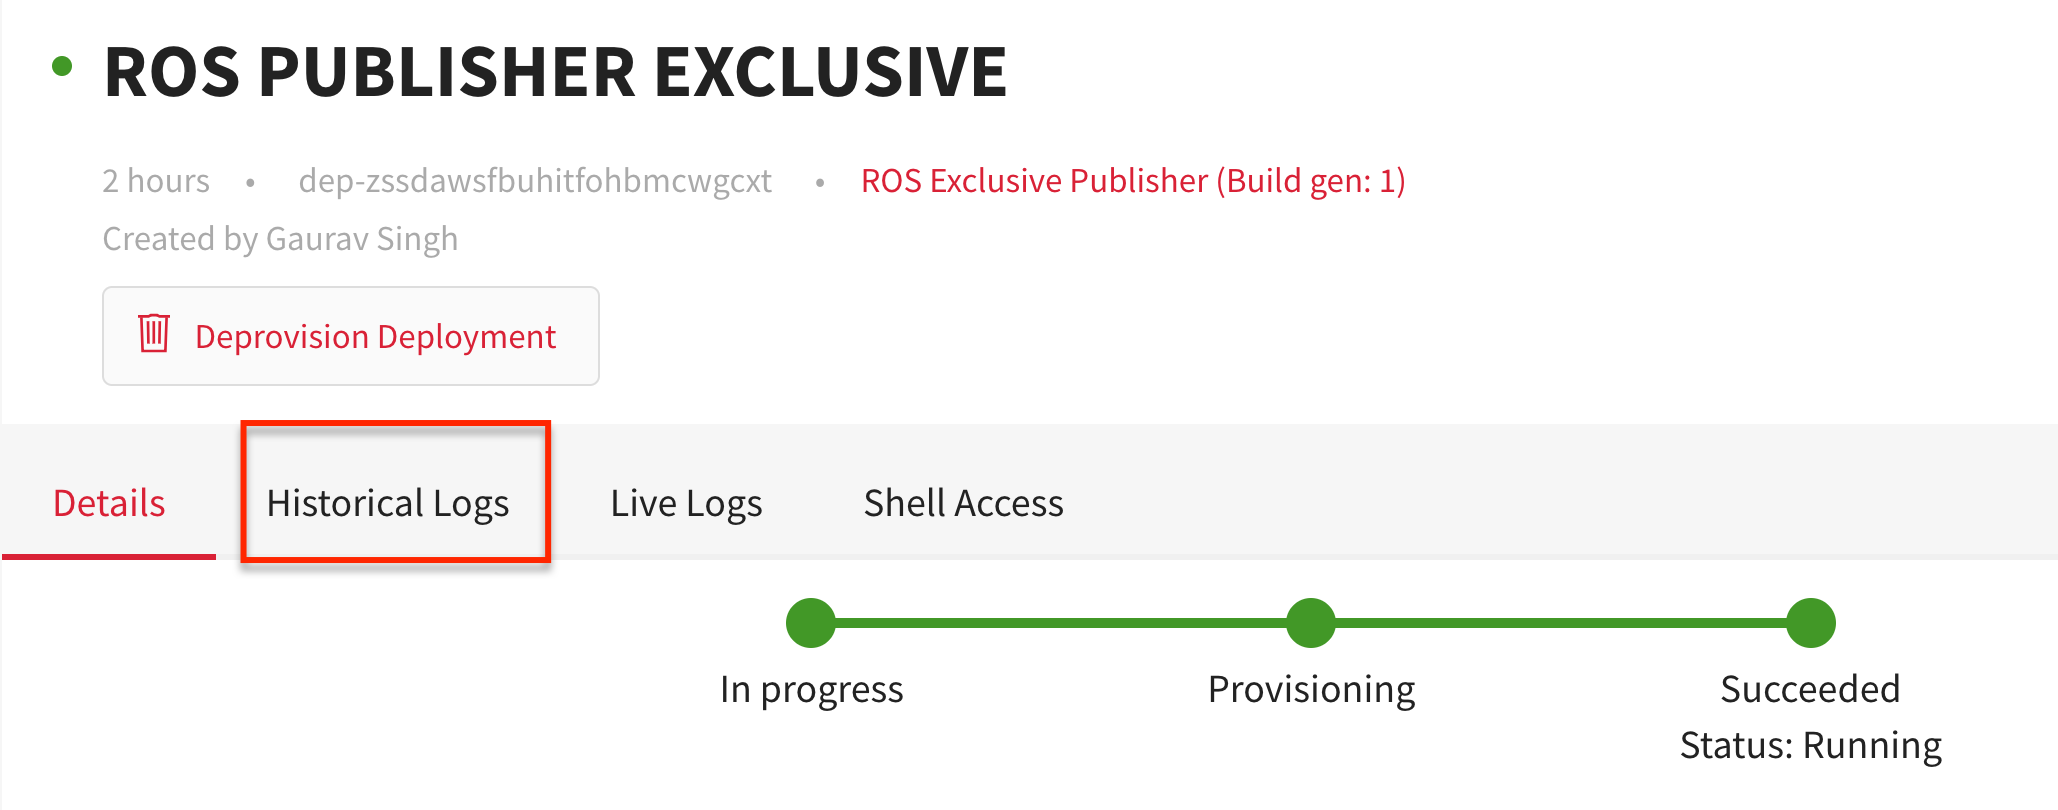 ROS PUBLISHER EXCLUSIVE
2 hours • dep-zssdawsfbuhitfohbmcwgcxt • ROS Exclusive Publisher (Build gen: 1)
Created by Gaurav Singh
Deprovision Deployment
Details Historical Logs Live Logs Shell Access
In progress Provisioning Succeeded
Status: Running